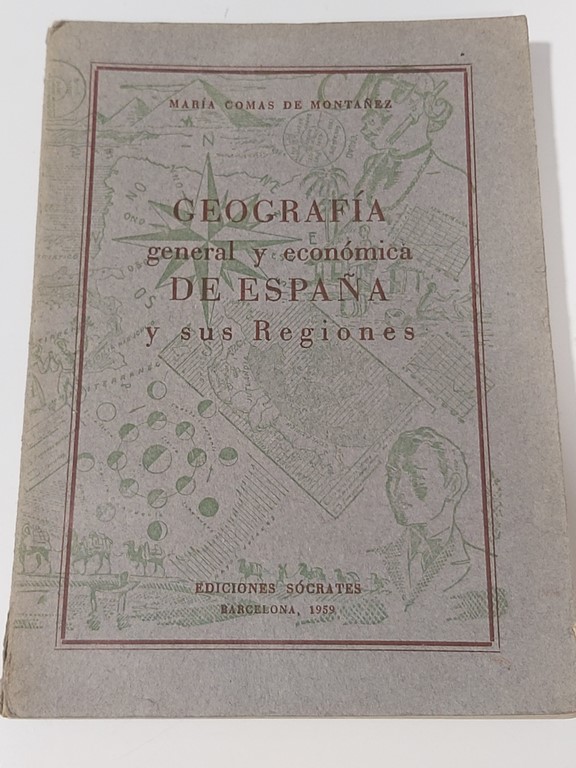 MARÍA COMAS DE MONTAÑEZ
N
GEOGRAFÍA
general y económica
DE ESPAÑA
y sus Regiones
EDICIONES SÓCRATES
BARCELONA, 1959